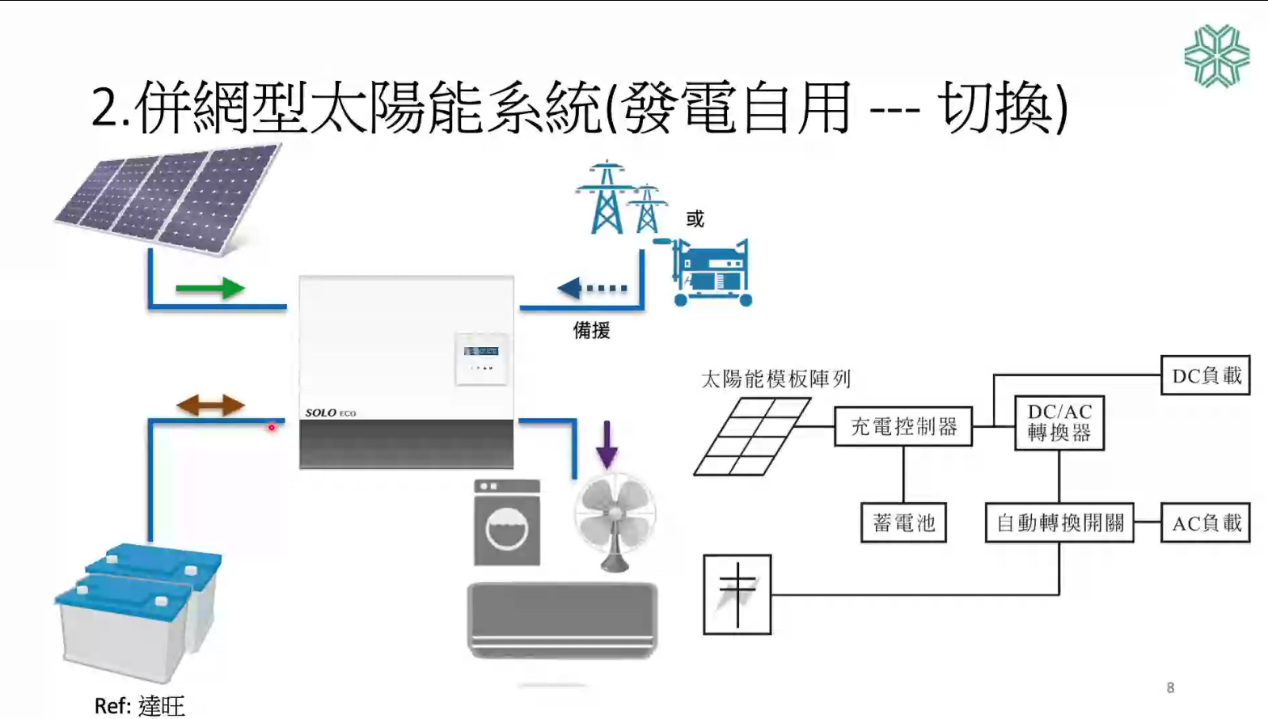 2.併網型太陽能系統(發電自用 --- 切換)
或
備援
SOLO ECO
太陽能模板陣列
DC負載
充電控制器
DC/AC
轉換器
蓄電池
自動轉換開關
AC負載
Ref: 達旺
8